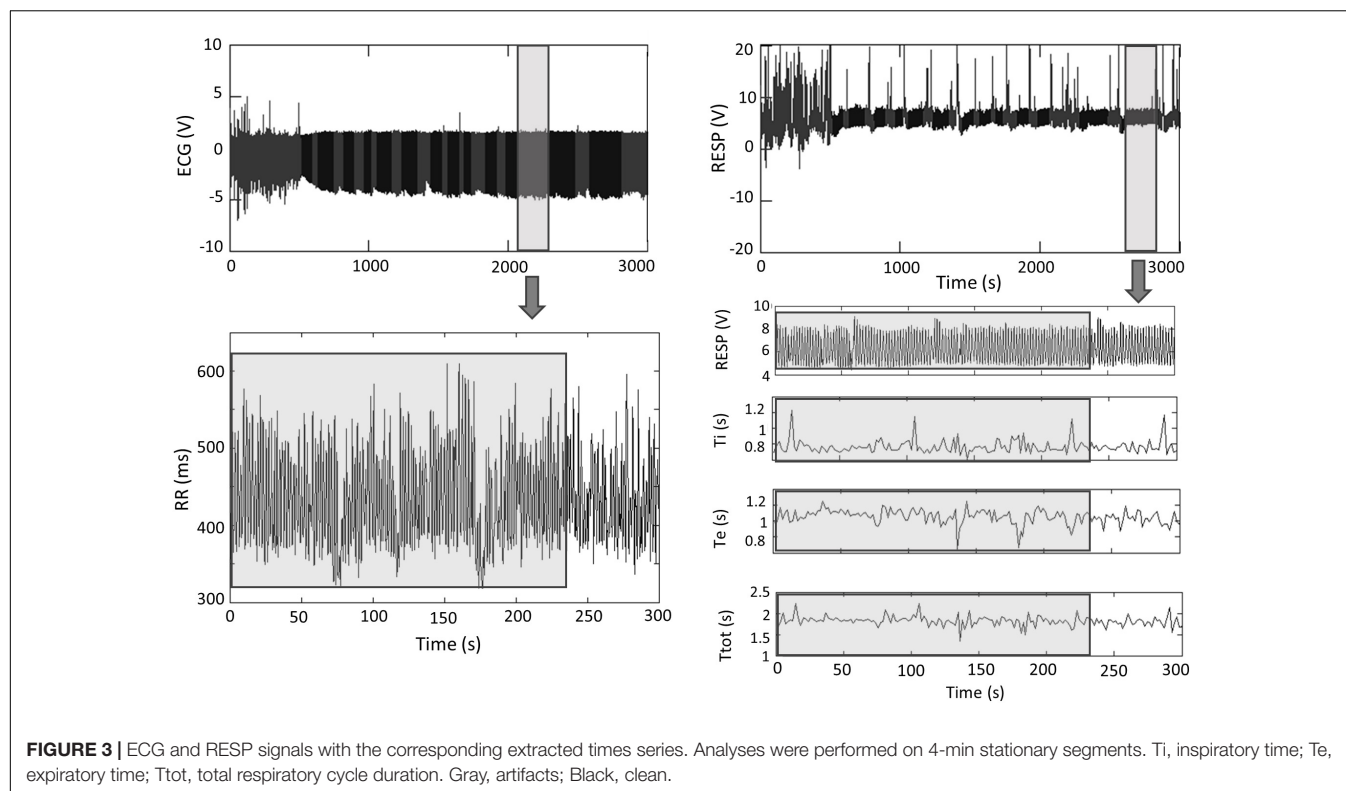 10
5
0
-5
-10
ECG (V)
0 1000 2000 3000
20
10
0
-10
-20
RESP (V)
0 1000 2000 3000
Time (s)
600
500
400
300
RR (ms)
0 50 100 150 200 250 300
Time (s)
10
8
6
4
RESP (V)
1.2
1
0.8
Ti (s)
1.2
1
0.8
Te (s)
2.5
2
1.5
1
Ttot (s)
0 50 100 150 200 250 300
Time (s)
FIGURE 3 | ECG and RESP signals with the corresponding extracted times series. Analyses were performed on 4-min stationary segments. Ti, inspiratory time; Te,
expiratory time; Ttot, total respiratory cycle duration. Gray, artifacts; Black, clean.